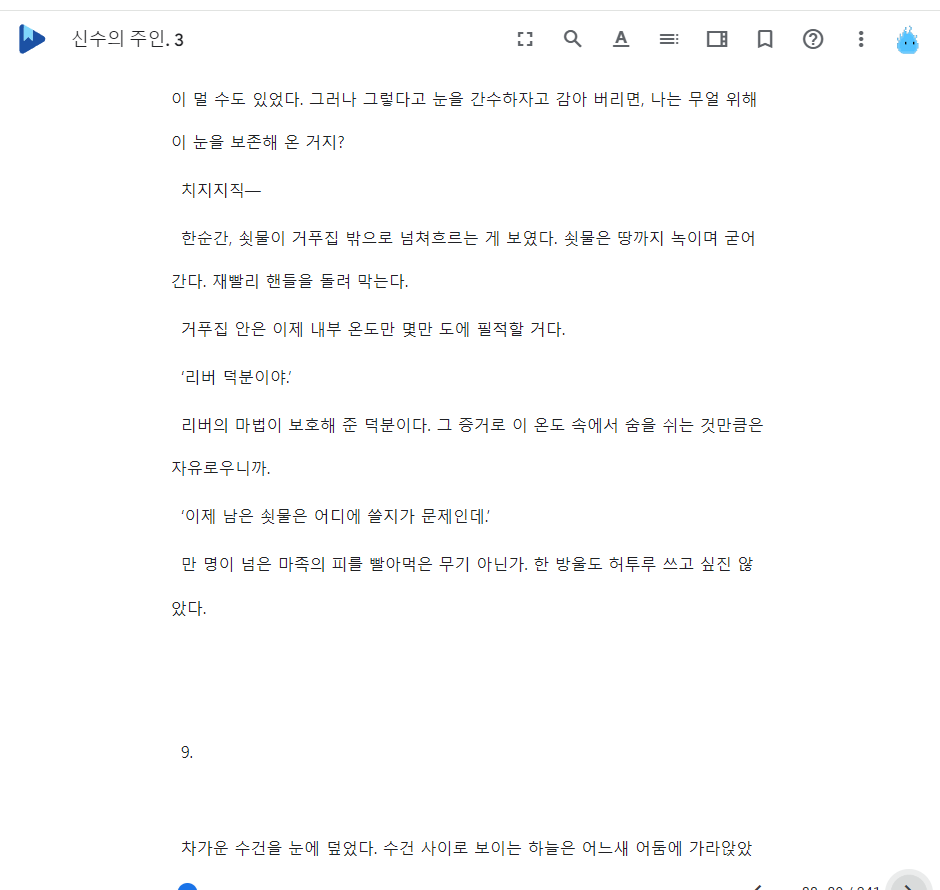 신수의 주인. 3
이 멀 수도 있었다. 그러나 그렇다고 눈을 간수하자고 감아 버리면, 나는 무얼 위해
이 눈을 보존해 온 거지?
치지지직―
한순간, 쇳물이 거푸집 밖으로 넘쳐흐르는 게 보였다. 쇳물은 땅까지 녹이며 굳어
간다. 재빨리 핸들을 돌려 막는다.
거푸집 안은 이제 내부 온도만 몇만 도에 필적할 거다.
‘리버 덕분이야.’
리버의 마법이 보호해 준 덕분이다. 그 증거로 이 온도 속에서 숨을 쉬는 것만큼은
자유로우니까.
‘이제 남은 쇳물은 어디에 쓸지가 문제인데.’
만 명이 넘은 마족의 피를 빨아먹은 무기 아닌가. 한 방울도 허투루 쓰고 싶진 않
았다.
9.
차가운 수건을 눈에 덮었다. 수건 사이로 보이는 하늘은 어느새 어둠에 가라앉았